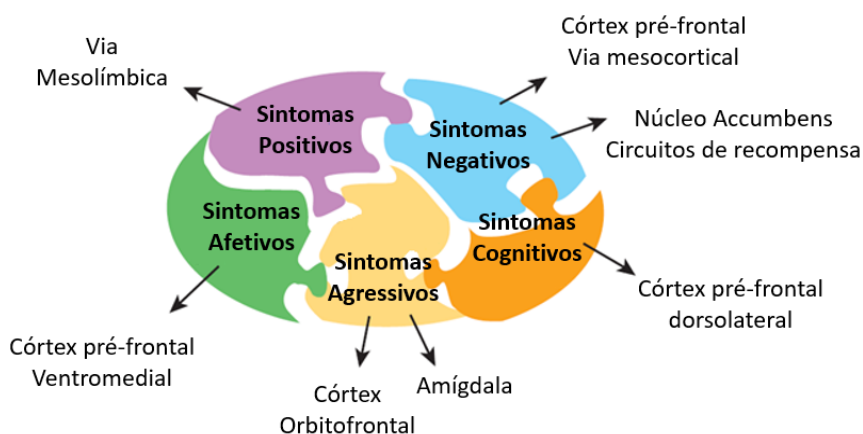 Via
Mesolímbica
Córtex pré-frontal
Via mesocortical
Sintomas
Positivos
Sintomas
Negativos
Núcleo Accumbens
Circuitos de recompensa
Sintomas
Afetivos
Sintomas
Agressivos
Sintomas
Cognitivos
Córtex pré-frontal
dorsolateral
Córtex pré-frontal
Ventromedial
Córtex
Orbitofrontal
Amígdala